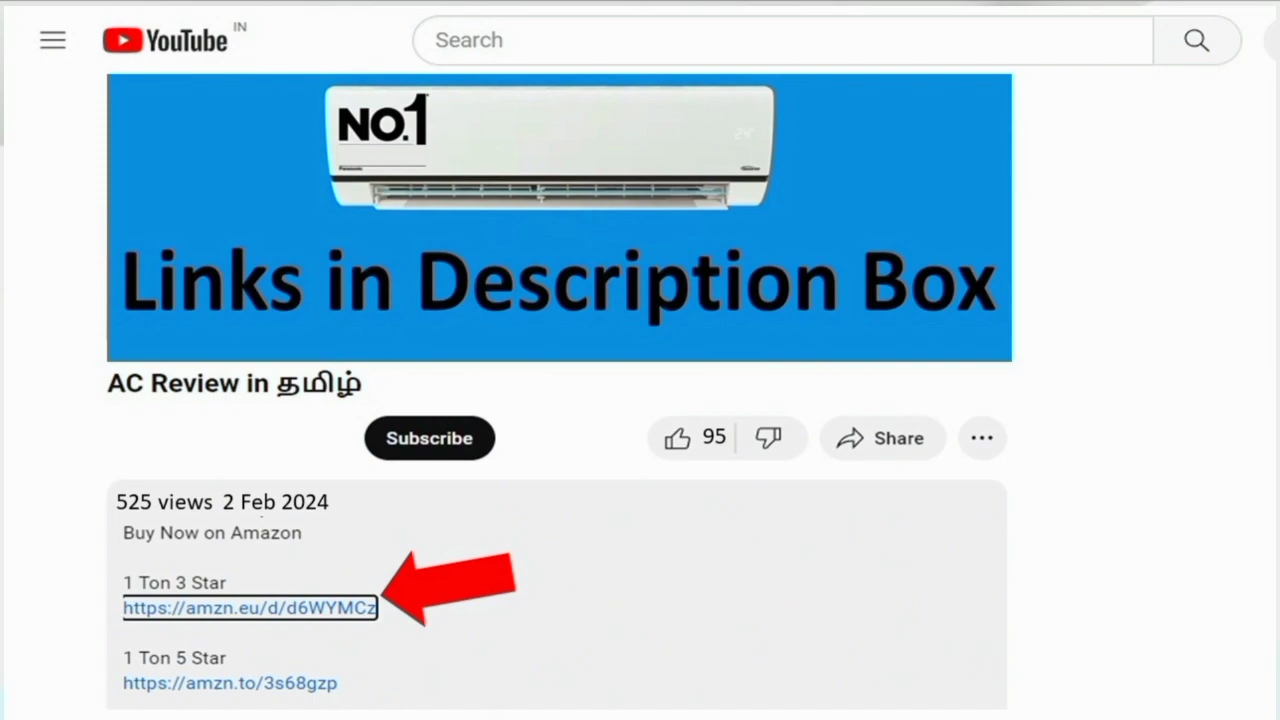 YouTube IN
Search
NO.1
Panasonic
24°
Links in Description Box
AC Review in தமிழ்
Subscribe
95
Share
525 views 2 Feb 2024
Buy Now on Amazon
1 Ton 3 Star
https://amzn.eu/d/d6WYMCz
1 Ton 5 Star
https://amzn.to/3s68gzp